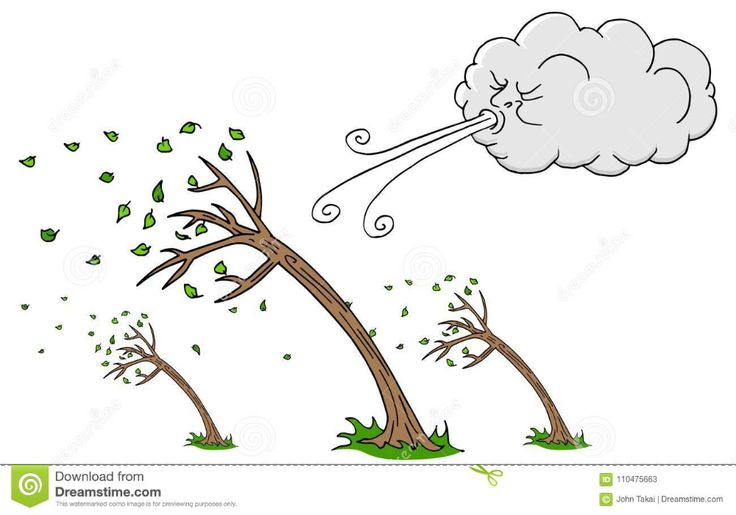 Download from
Dreamstime.com
This watermarked comp image is for previewing purposes only.
ID 110475663
© John Takai | Dreamstime.com